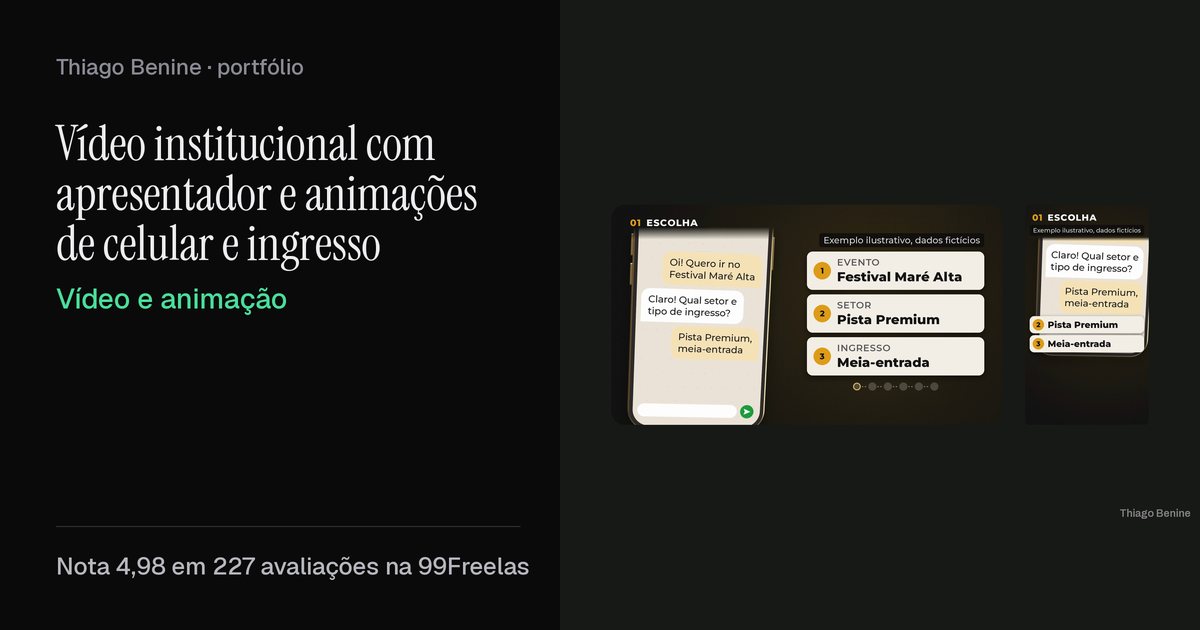 Thiago Benine · portfólio
Vídeo institucional com
apresentador e animações
de celular e ingresso
Vídeo e animação
Nota 4,98 em 227 avaliações na 99Freelas
01 ESCOLHA
Oi! Quero ir no
Festival Maré Alta
Claro! Qual setor e
tipo de ingresso?
Pista Premium,
meia-entrada
Exemplo ilustrativo, dados fictícios
1 EVENTO
Festival Maré Alta
2 SETOR
Pista Premium
3 INGRESSO
Meia-entrada
01 ESCOLHA
Exemplo ilustrativo, dados fictícios
Claro! Qual setor e
tipo de ingresso?
Pista Premium,
meia-entrada
2 Pista Premium
3 Meia-entrada
Thiago Benine